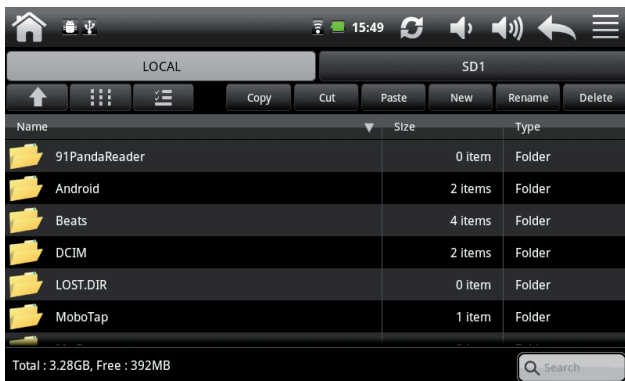 15:49
LOCAL SD1
Copy Cut Paste New Rename Delete
Name Size Type
91PandaReader 0 item Folder
Android 2 items Folder
Beats 4 items Folder
DCIM 2 items Folder
LOST.DIR 0 item Folder
MoboTap 1 item Folder
Total : 3.28GB, Free : 392MB Search